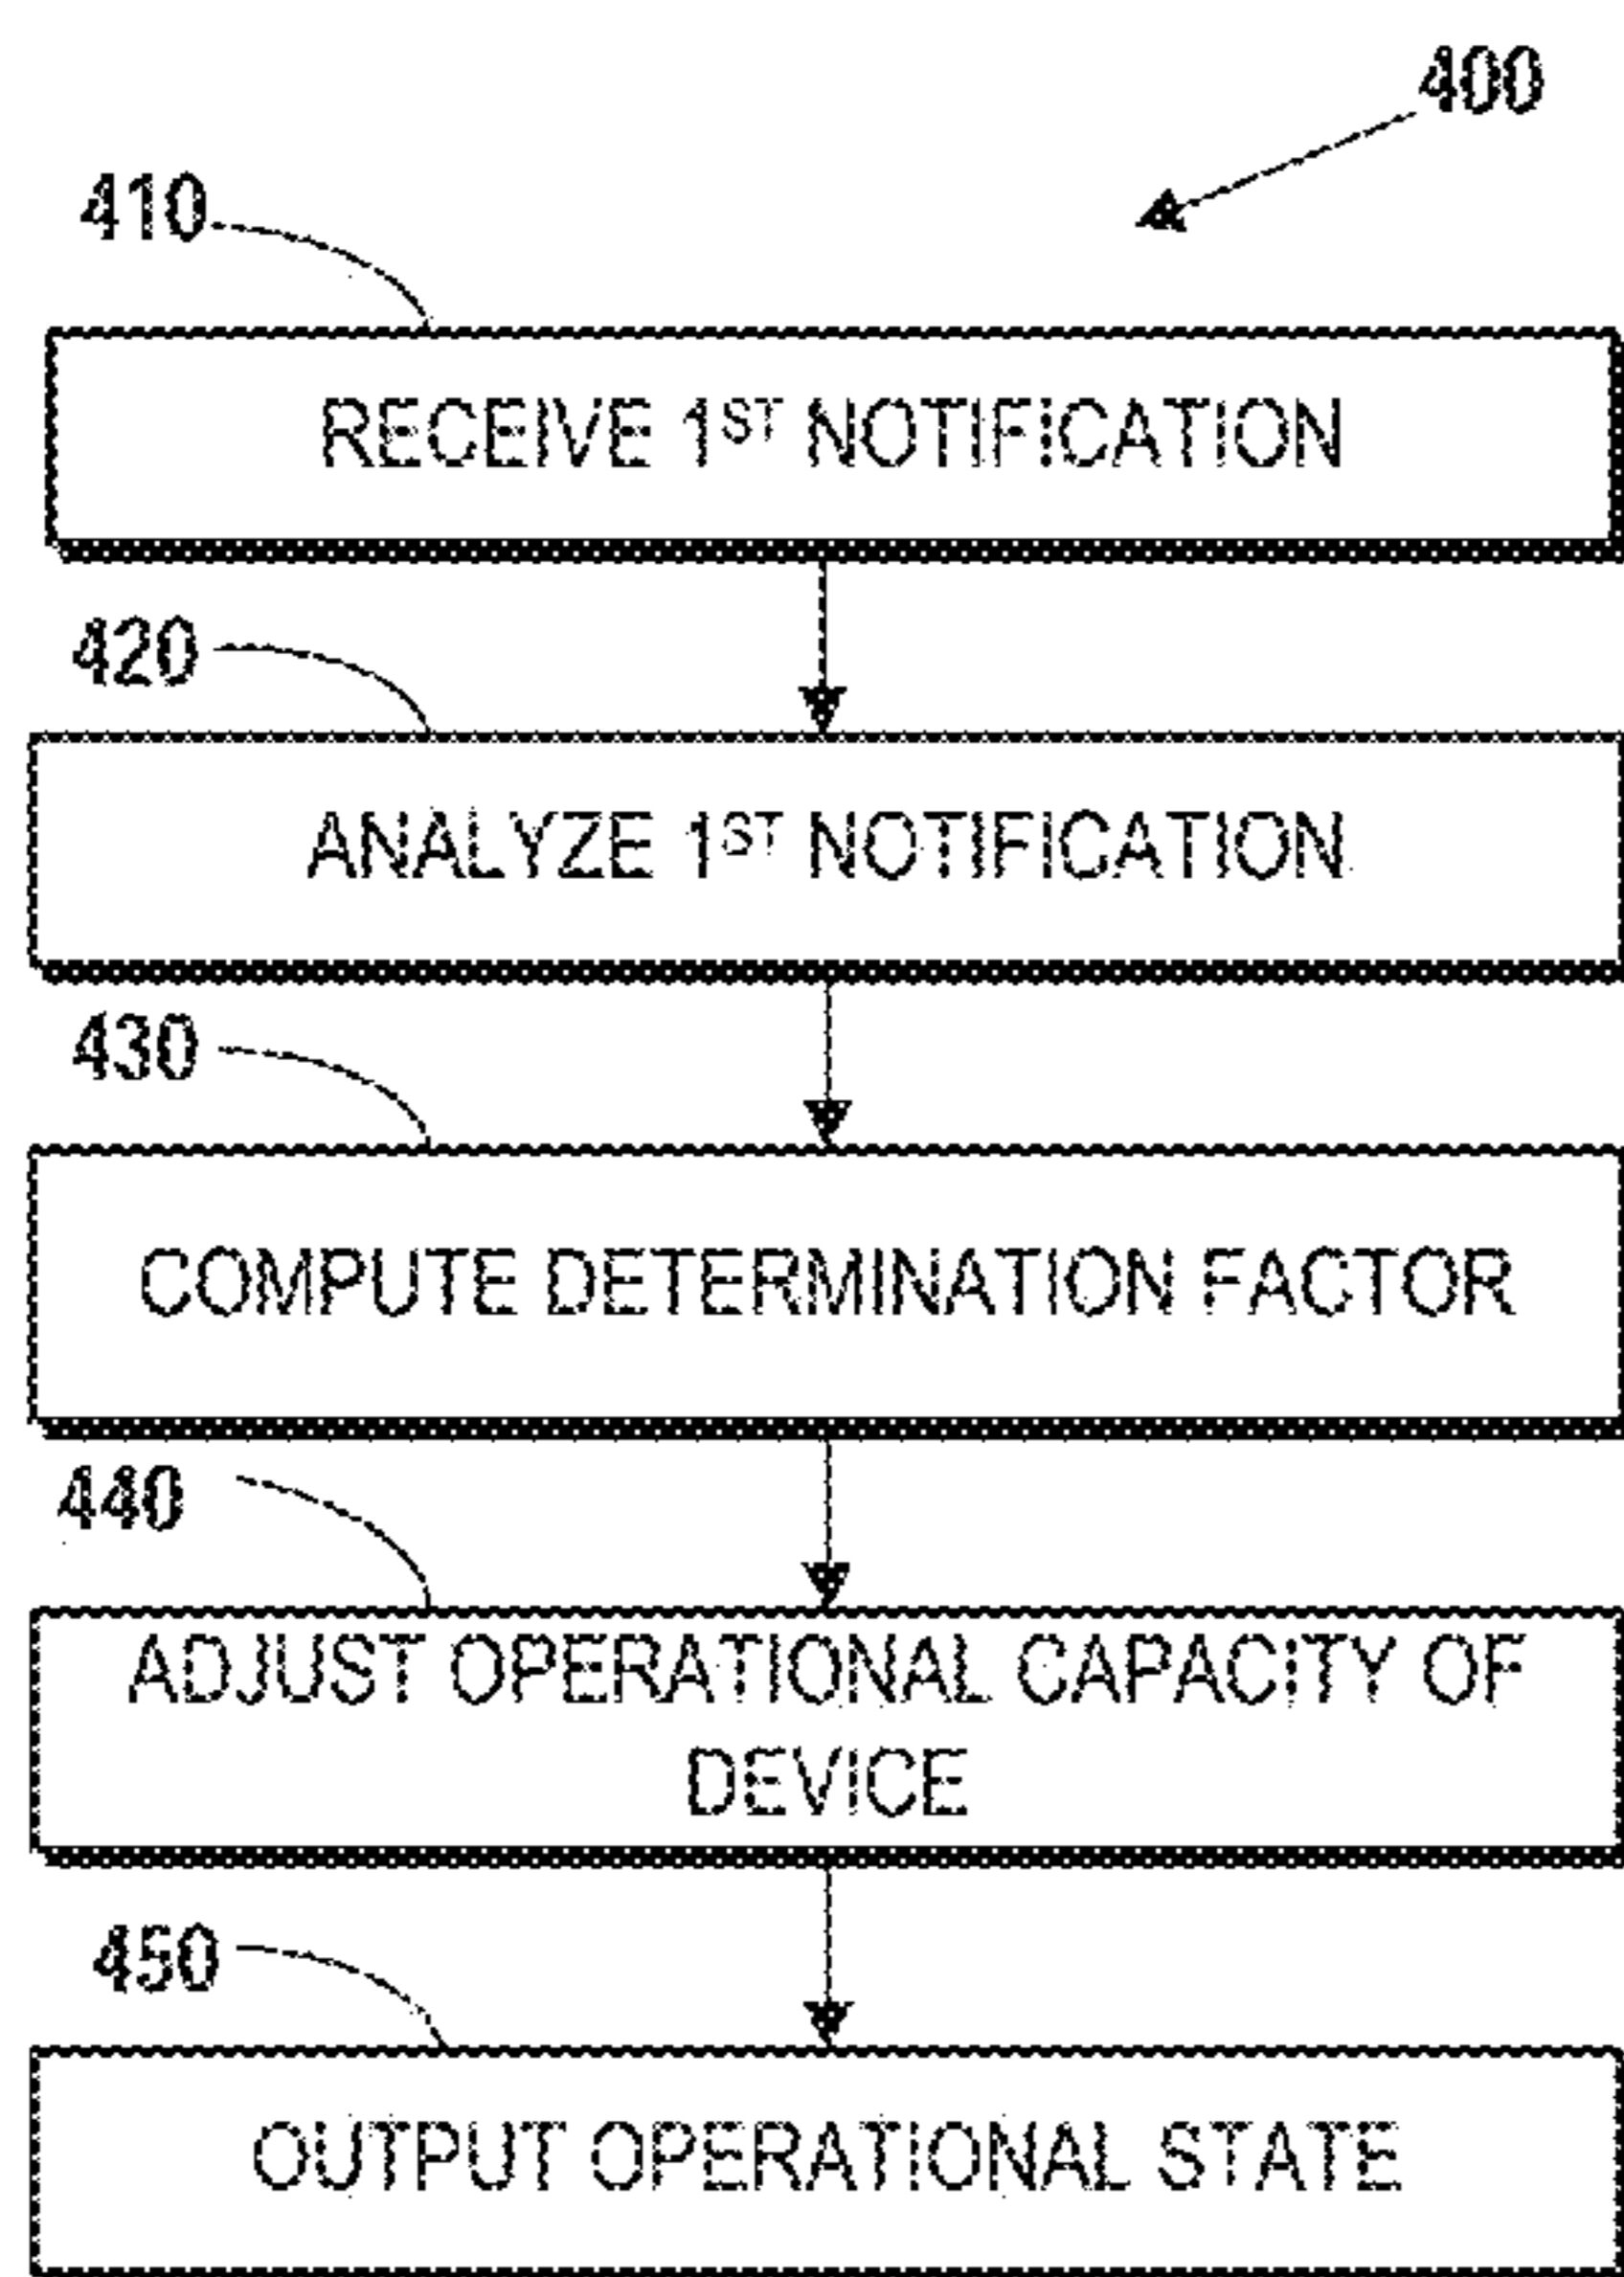 400
410
RECEIVE 1ST NOTIFICATION
420
ANALYZE 1ST NOTIFICATION
430
COMPUTE DETERMINATION FACTOR
440
ADJUST OPERATIONAL CAPACITY OF
DEVICE
450
OUTPUT OPERATIONAL STATE